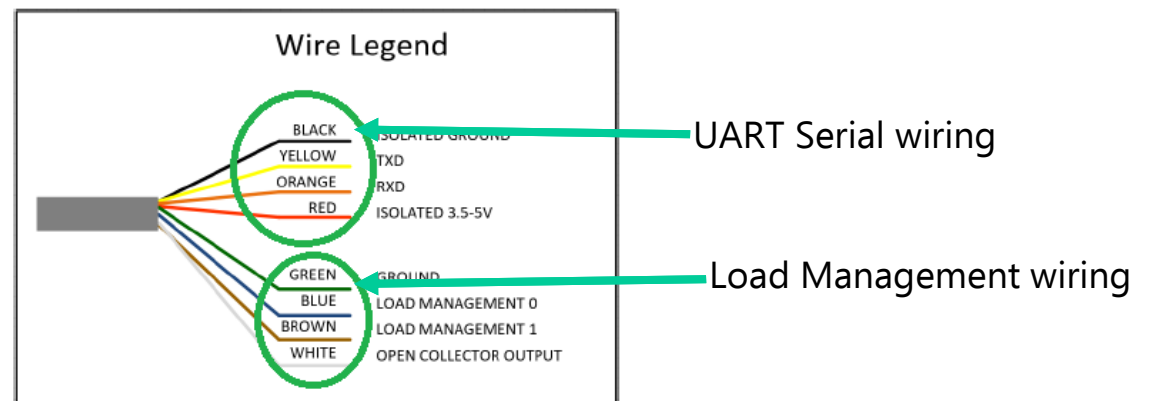 Wire Legend
BLACK ISOLATED GROUND
UART Serial wiring
YELLOW TXD
ORANGE RXD
RED ISOLATED 3.5-5V
GREEN GROUND
Load Management wiring
BLUE LOAD MANAGEMENT 0
BROWN LOAD MANAGEMENT 1
WHITE OPEN COLLECTOR OUTPUT